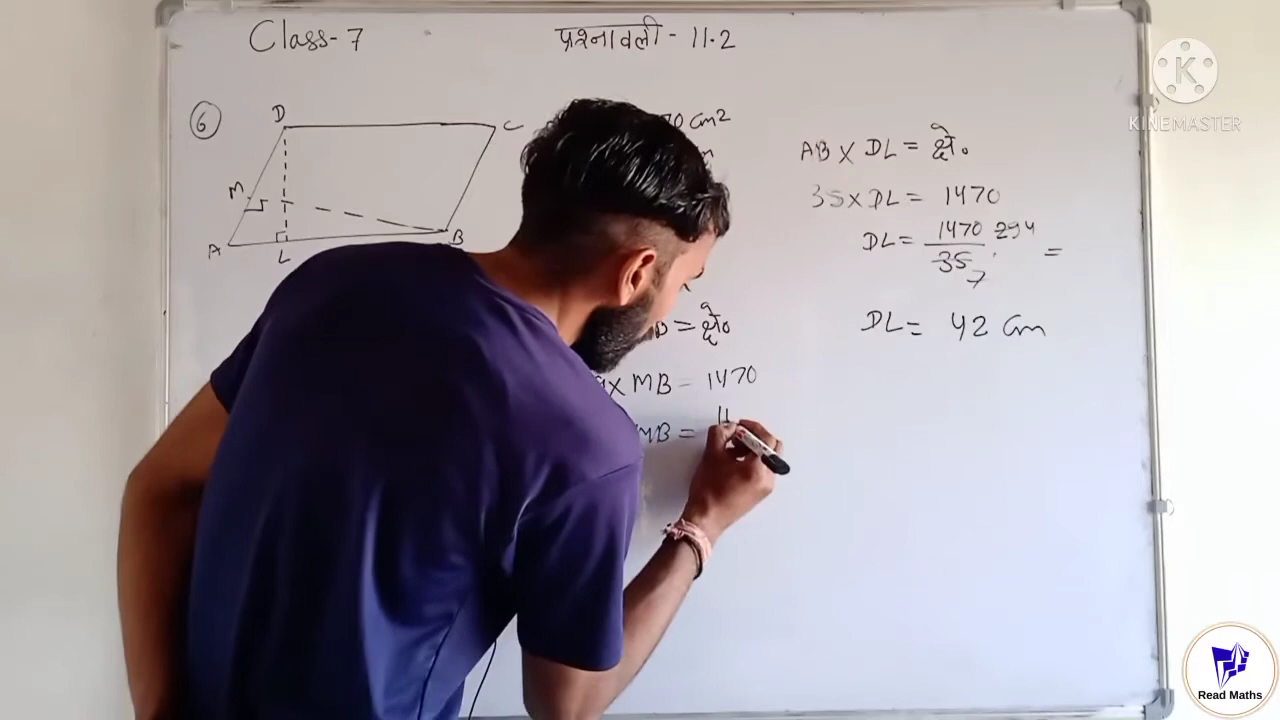 Class-7
प्रश्नावली - 11.2
6
D
C
M
A
L
B
70 cm2
m
B = क्षे०
x MB = 1470
MB =
AB x DL = क्षे०
35 x DL = 1470
DL = 1470 294 =
35 7
DL = 42 cm
K
KINEMASTER
Read Maths